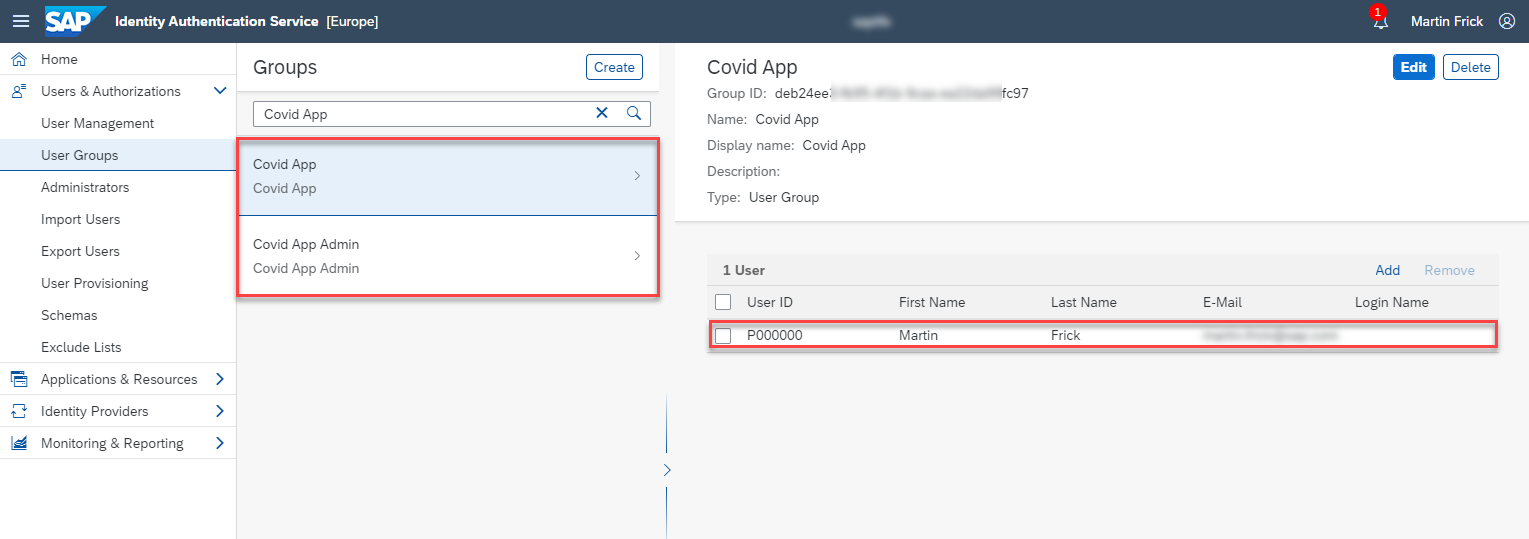 SAP Identity Authentication Service [Europe]
1
Martin Frick
Home
Users & Authorizations
User Management
User Groups
Administrators
Import Users
Export Users
User Provisioning
Schemas
Exclude Lists
Applications & Resources
Identity Providers
Monitoring & Reporting
Groups
Create
Covid App
Covid App
Covid App
Covid App Admin
Covid App Admin
Covid App
Edit Delete
Group ID: deb24ee fc97
Name: Covid App
Display name: Covid App
Description:
Type: User Group
1 User Add Remove
User ID First Name Last Name E-Mail Login Name
P000000 Martin Frick